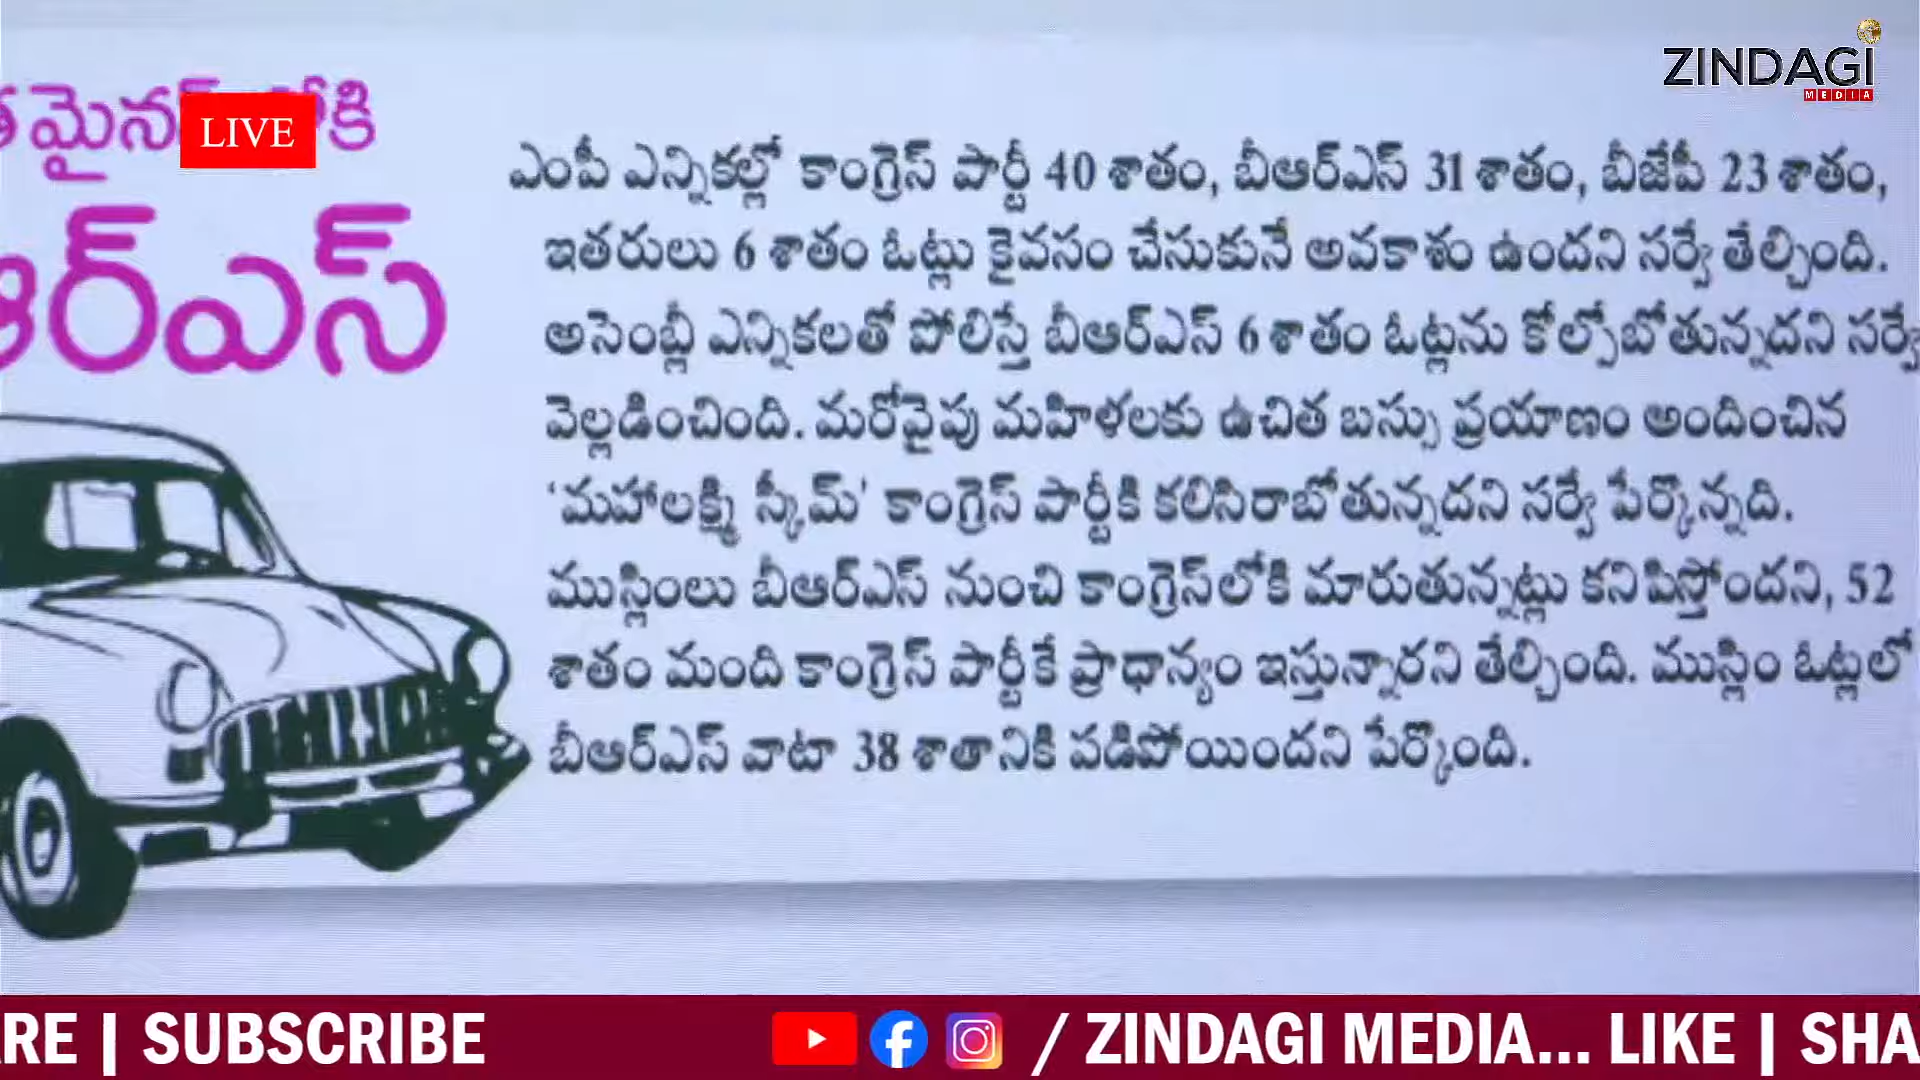 ZINDAGI
MEDIA
LIVE
ఎంపీ ఎన్నికల్లో కాంగ్రెస్ పార్టీ 40 శాతం, బీఆర్ఎస్ 31 శాతం, బీజేపీ 23 శాతం,
ఇతరులు 6 శాతం ఓట్లు కైవసం చేసుకునే అవకాశం ఉందని సర్వే తేల్చింది.
అసెంబ్లీ ఎన్నికలతో పోలిస్తే బీఆర్ఎస్ 6 శాతం ఓట్లను కోల్పోబోతున్నదని సర్వే
వెల్లడించింది. మరోవైపు మహిళలకు ఉచిత బస్సు ప్రయాణం అందించిన
‘మహాలక్ష్మి స్కీమ్’ కాంగ్రెస్ పార్టీకి కలిసిరాబోతున్నదని సర్వే పేర్కొన్నది.
ముస్లింలు బీఆర్ఎస్ నుంచి కాంగ్రెస్‌లోకి మారుతున్నట్లు కనిపిస్తోందని, 52
శాతం మంది కాంగ్రెస్ పార్టీకే ప్రాధాన్యం ఇస్తున్నారని తేల్చింది. ముస్లిం ఓట్లలో
బీఆర్ఎస్ వాటా 38 శాతానికి పడిపోయిందని పేర్కొంది.
ఆర్ఎస్
ARE | SUBSCRIBE / ZINDAGI MEDIA... LIKE | SHA